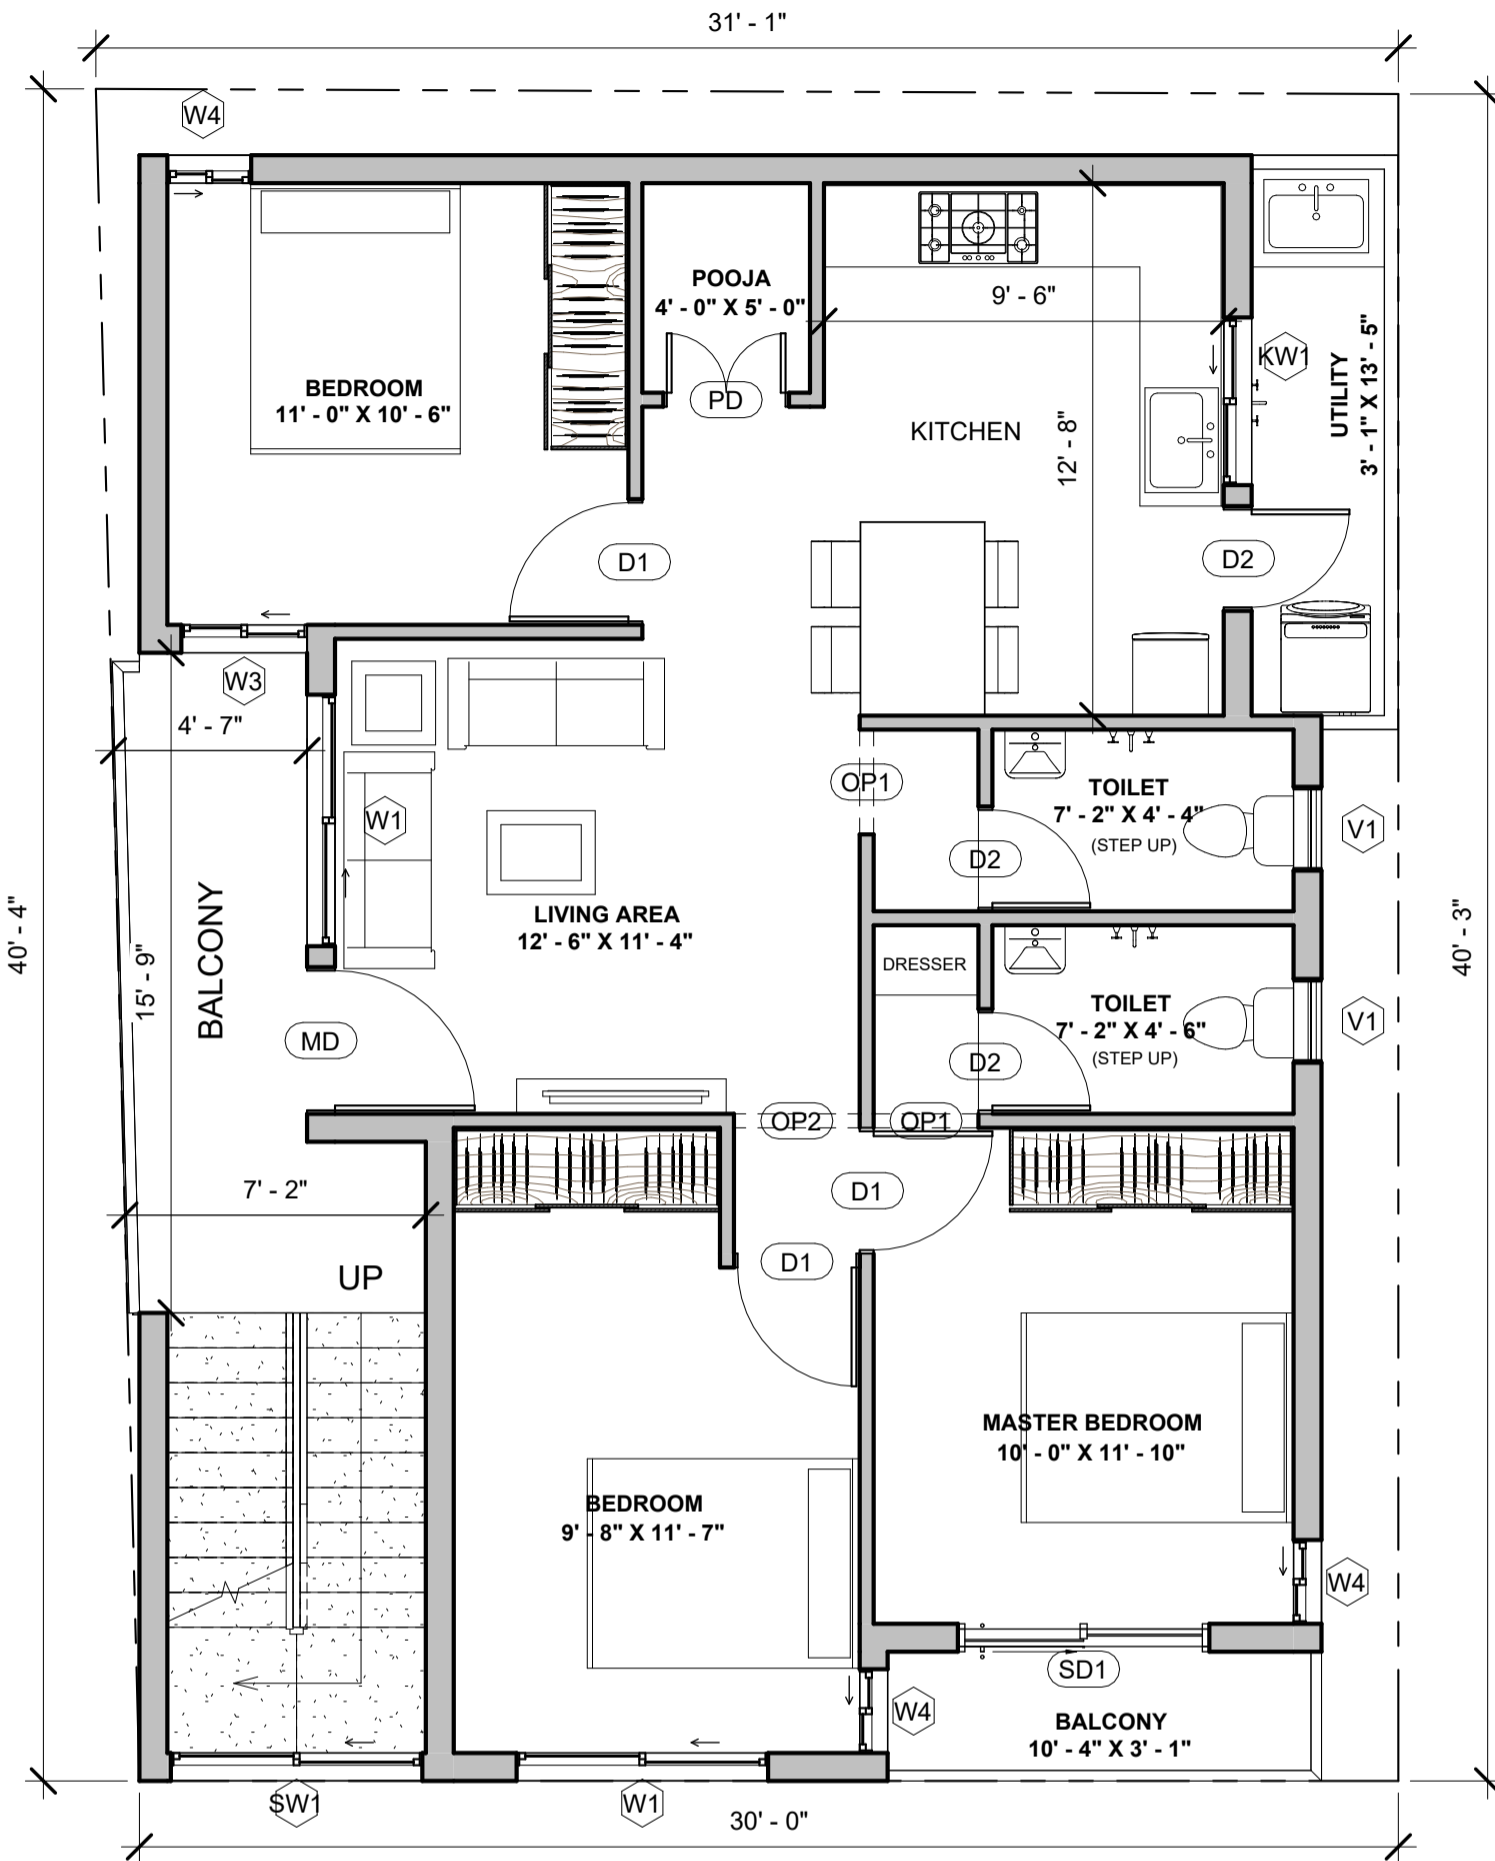 31' - 1"
W4
POOJA
4' - 0" X 5' - 0"
9' - 6"
KW1
UTILITY
3' - 1" X 13' - 5"
BEDROOM
11' - 0" X 10' - 6"
PD
KITCHEN
12' - 8"
D1
D2
W3
4' - 7"
OP1
TOILET
7' - 2" X 4' - 4"
(STEP UP)
V1
W1
D2
LIVING AREA
12' - 6" X 11' - 4"
40' - 4"
15' - 9"
BALCONY
40' - 3"
DRESSER
TOILET
7' - 2" X 4' - 6"
(STEP UP)
V1
MD
D2
OP2
OP1
7' - 2"
D1
D1
UP
MASTER BEDROOM
10' - 0" X 11' - 10"
BEDROOM
9' - 8" X 11' - 7"
W4
SD1
W4
BALCONY
10' - 4" X 3' - 1"
SW1
W1
30' - 0"